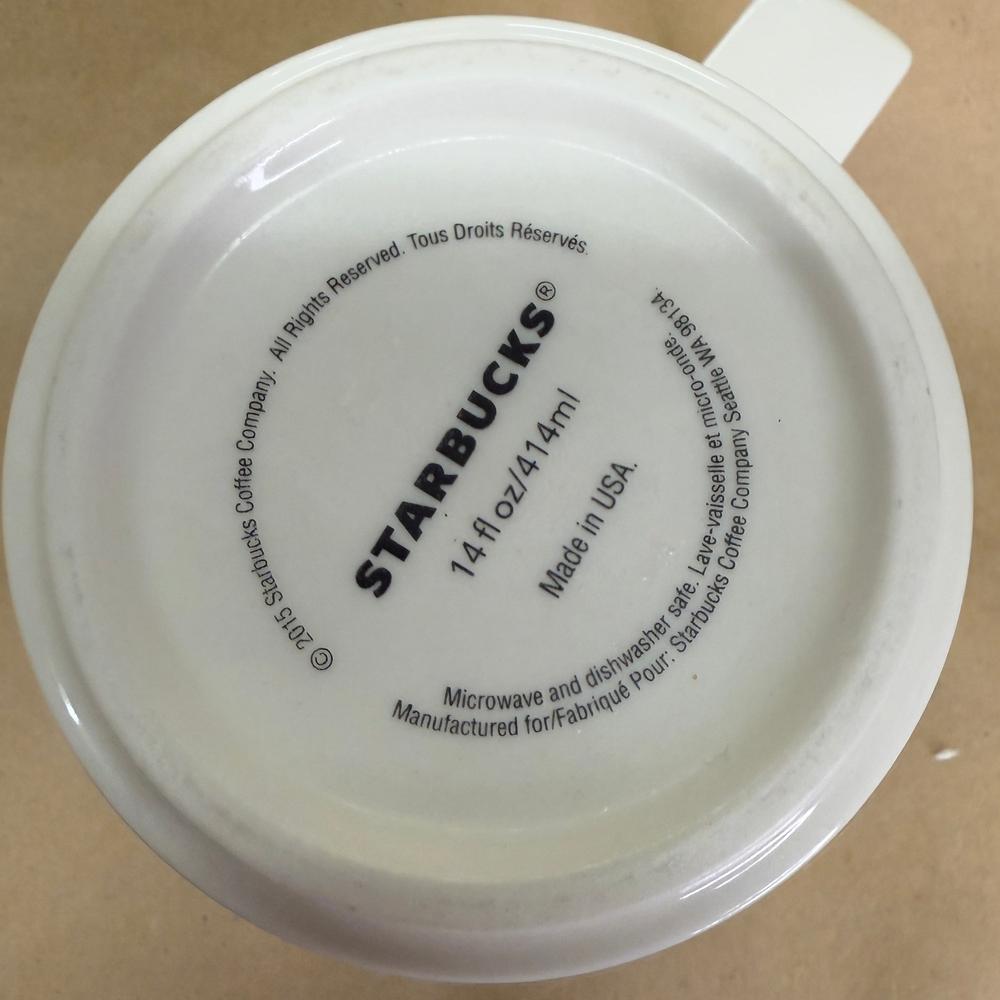 © 2015 Starbucks Coffee Company. All Rights Reserved. Tous Droits Réservés.
STARBUCKS®
14 fl oz/414ml
Made in USA.
Microwave and dishwasher safe. Lave-vaisselle et micro-onde.
Manufactured for/Fabriqué Pour: Starbucks Coffee Company Seattle WA 98134.